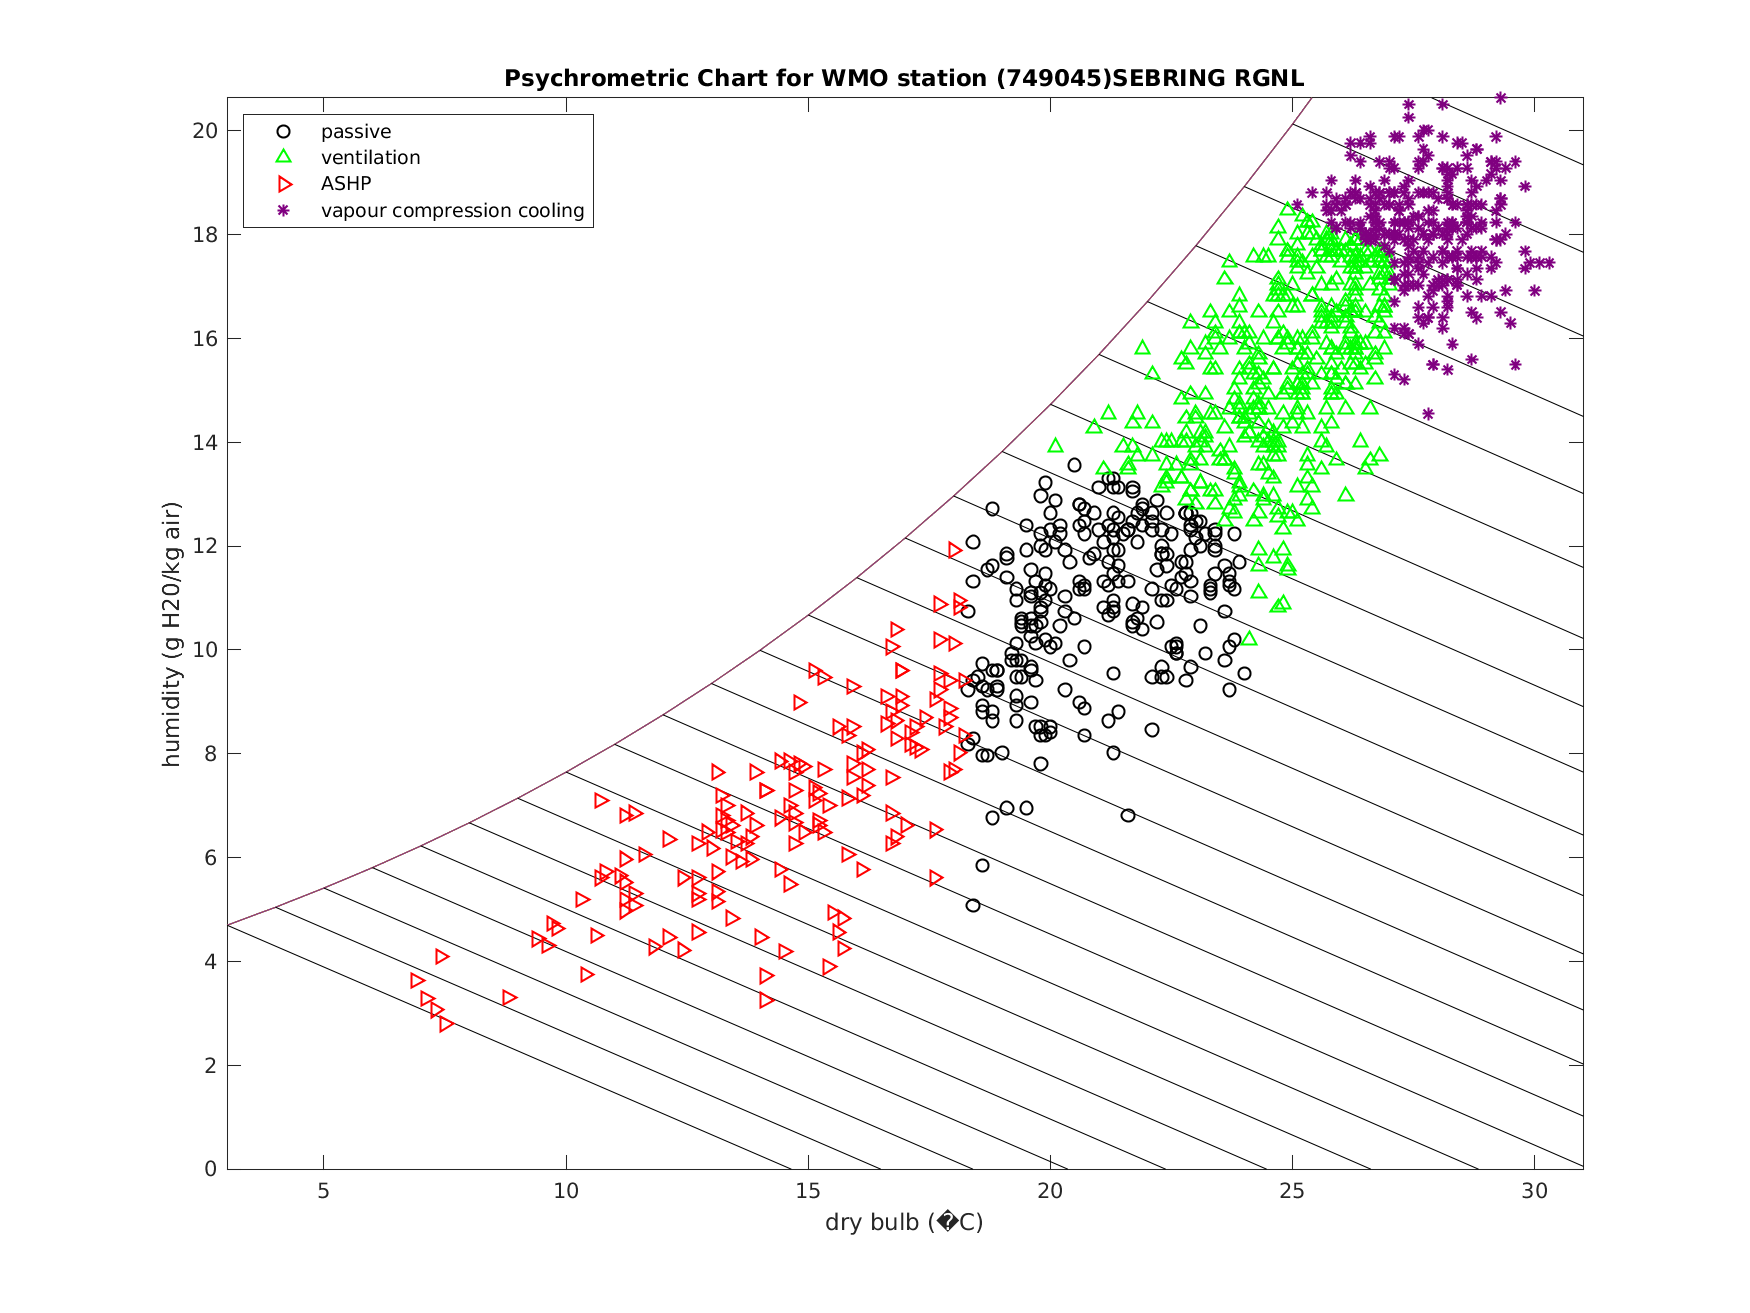 Psychrometric Chart for WMO station (749045)SEBRING RGNL
passive
ventilation
ASHP
vapour compression cooling
humidity (g H20/kg air)
20
18
16
14
12
10
8
6
4
2
0
5 10 15 20 25 30
dry bulb (�C)